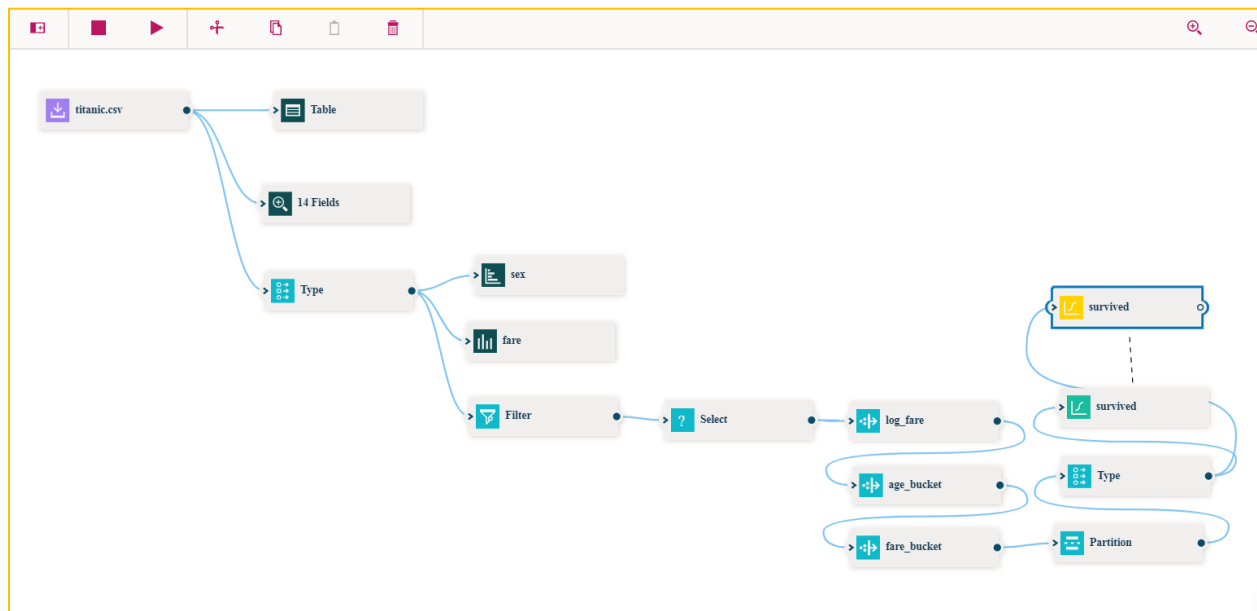 titanic.csv
Table
14 Fields
Type
sex
fare
Filter
Select
?
log_fare
age_bucket
fare_bucket
survived
survived
Type
Partition